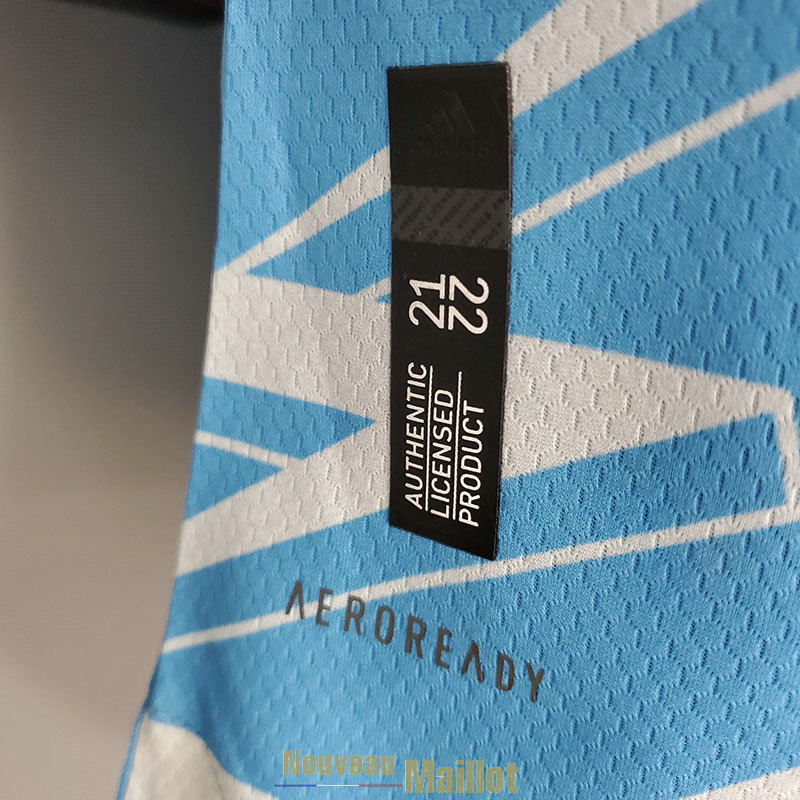 adidas
21
22
AUTHENTIC
LICENSED
PRODUCT
AEROREADY
Nouveau Maillot